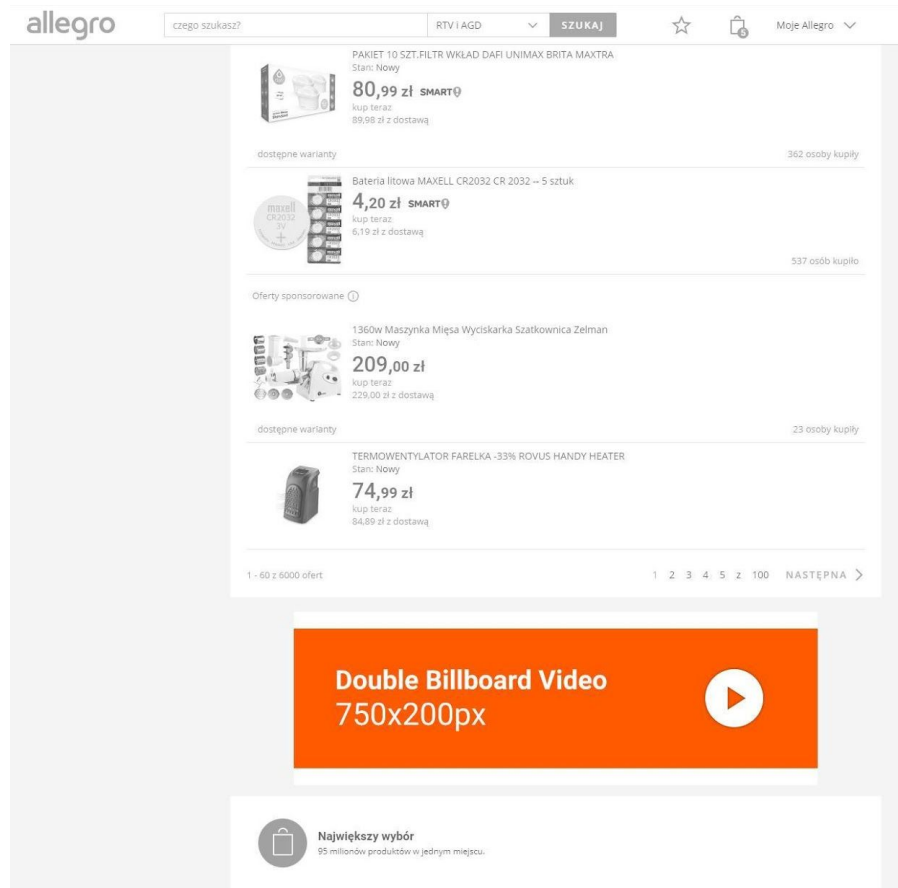 allegro
czego szukasz?
RTV i AGD
SZUKAJ
5
Moje Allegro
PAKIET 10 SZT.FILTR WKŁAD DAFI UNIMAX BRITA MAXTRA
Stan: Nowy
80,99 zł SMART
kup teraz
89,98 zł z dostawą
dostępne warianty
362 osoby kupiły
Bateria litowa MAXELL CR2032 CR 2032 -- 5 sztuk
maxell
CR2032
3V
+
4,20 zł SMART
kup teraz
6,19 zł z dostawą
537 osób kupiło
Oferty sponsorowane
1360w Maszynka Mięsa Wyciskarka Szatkownica Zelman
Stan: Nowy
209,00 zł
kup teraz
229,00 zł z dostawą
dostępne warianty
23 osoby kupiły
TERMOWENTYLATOR FARELKA -33% ROVUS HANDY HEATER
Stan: Nowy
74,99 zł
kup teraz
84,89 zł z dostawą
1 - 60 z 6000 ofert
1 2 3 4 5 z 100 NASTĘPNA
Double Billboard Video
750x200px
Największy wybór
95 milionów produktów w jednym miejscu.